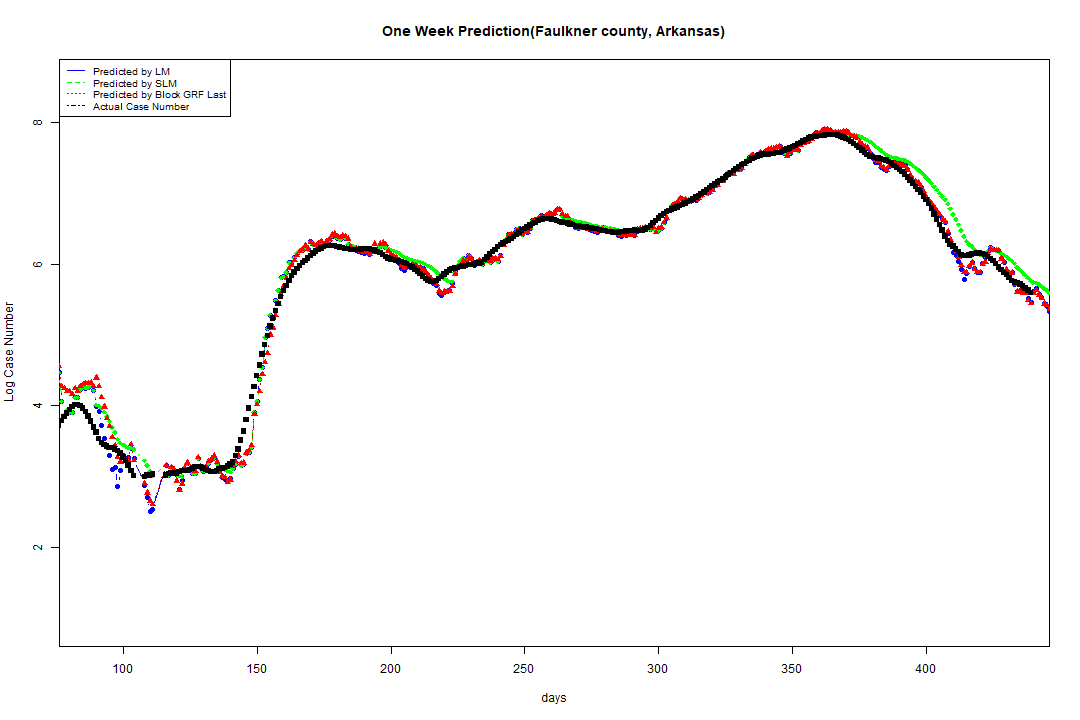 One Week Prediction(Faulkner county, Arkansas)
Predicted by LM
Predicted by SLM
Predicted by Block GRF Last
Actual Case Number
8
6
4
2
Log Case Number
100 150 200 250 300 350 400
days